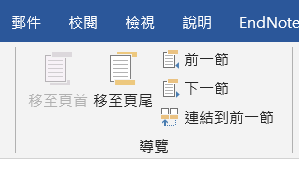 郵件 校閱 檢視 說明 EndNote
移至頁首 移至頁尾 前一節
下一節
連結到前一節
導覽